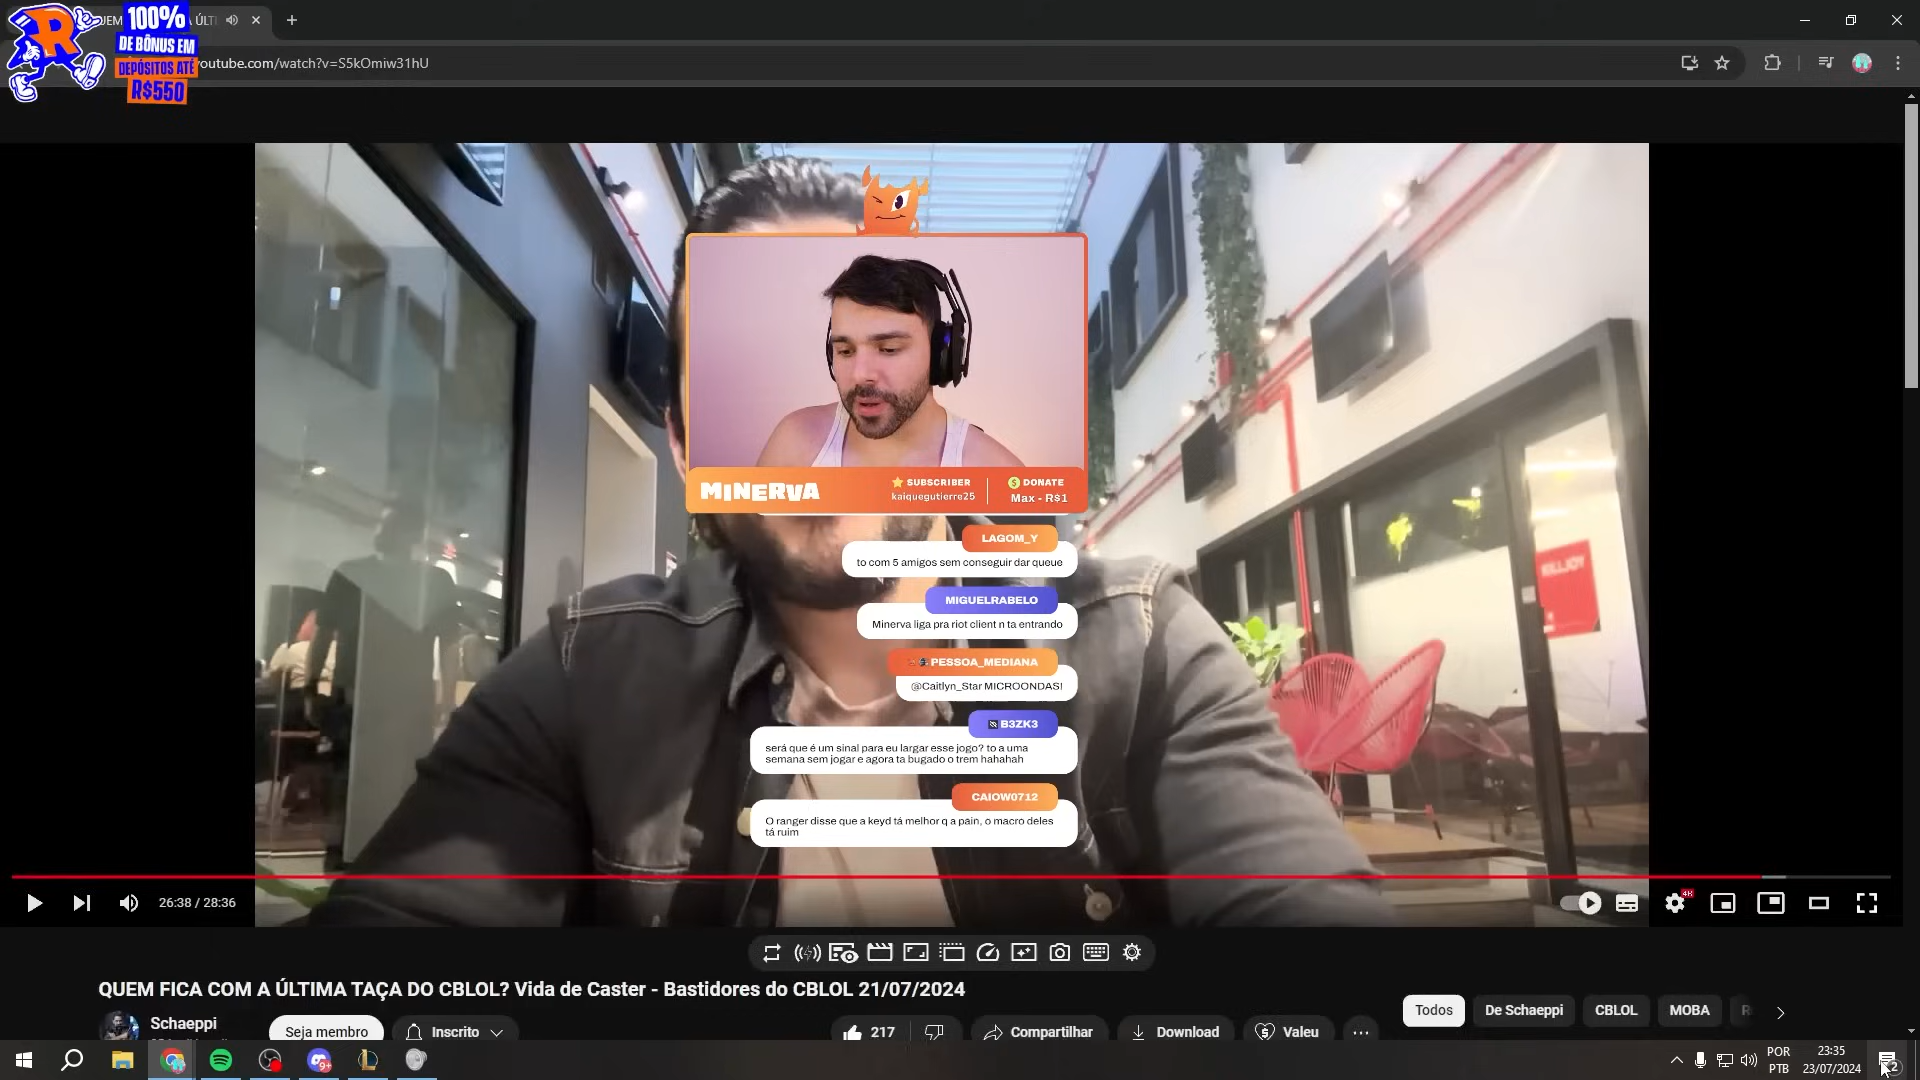 100%
DE BÔNUS EM
DEPÓSITOS ATÉ
R$550
youtube.com/watch?v=S5kOmiw31hU
MINERVA
SUBSCRIBER
kaiquegutierre25
DONATE
Max - R$1
LAGOM_Y
to com 5 amigos sem conseguir dar queue
MIGUELRABELO
Minerva liga pra riot client n ta entrando
PESSOA_MEDIANA
@Caitlyn_Star MICROONDAS!
B3ZK3
será que é um sinal para eu largar esse jogo? to a uma
semana sem jogar e agora ta bugado o trem hahahah
CAIOW0712
O ranger disse que a keyd tá melhor q a pain, o macro deles
tá ruim
KILLJOY
26:38 / 28:36
4K
QUEM FICA COM A ÚLTIMA TAÇA DO CBLOL? Vida de Caster - Bastidores do CBLOL 21/07/2024
Schaeppi
Seja membro
Inscrito
217
Compartilhar
Download
Valeu
Todos
De Schaeppi
CBLOL
MOBA
9+
POR
PTB
23:35
23/07/2024